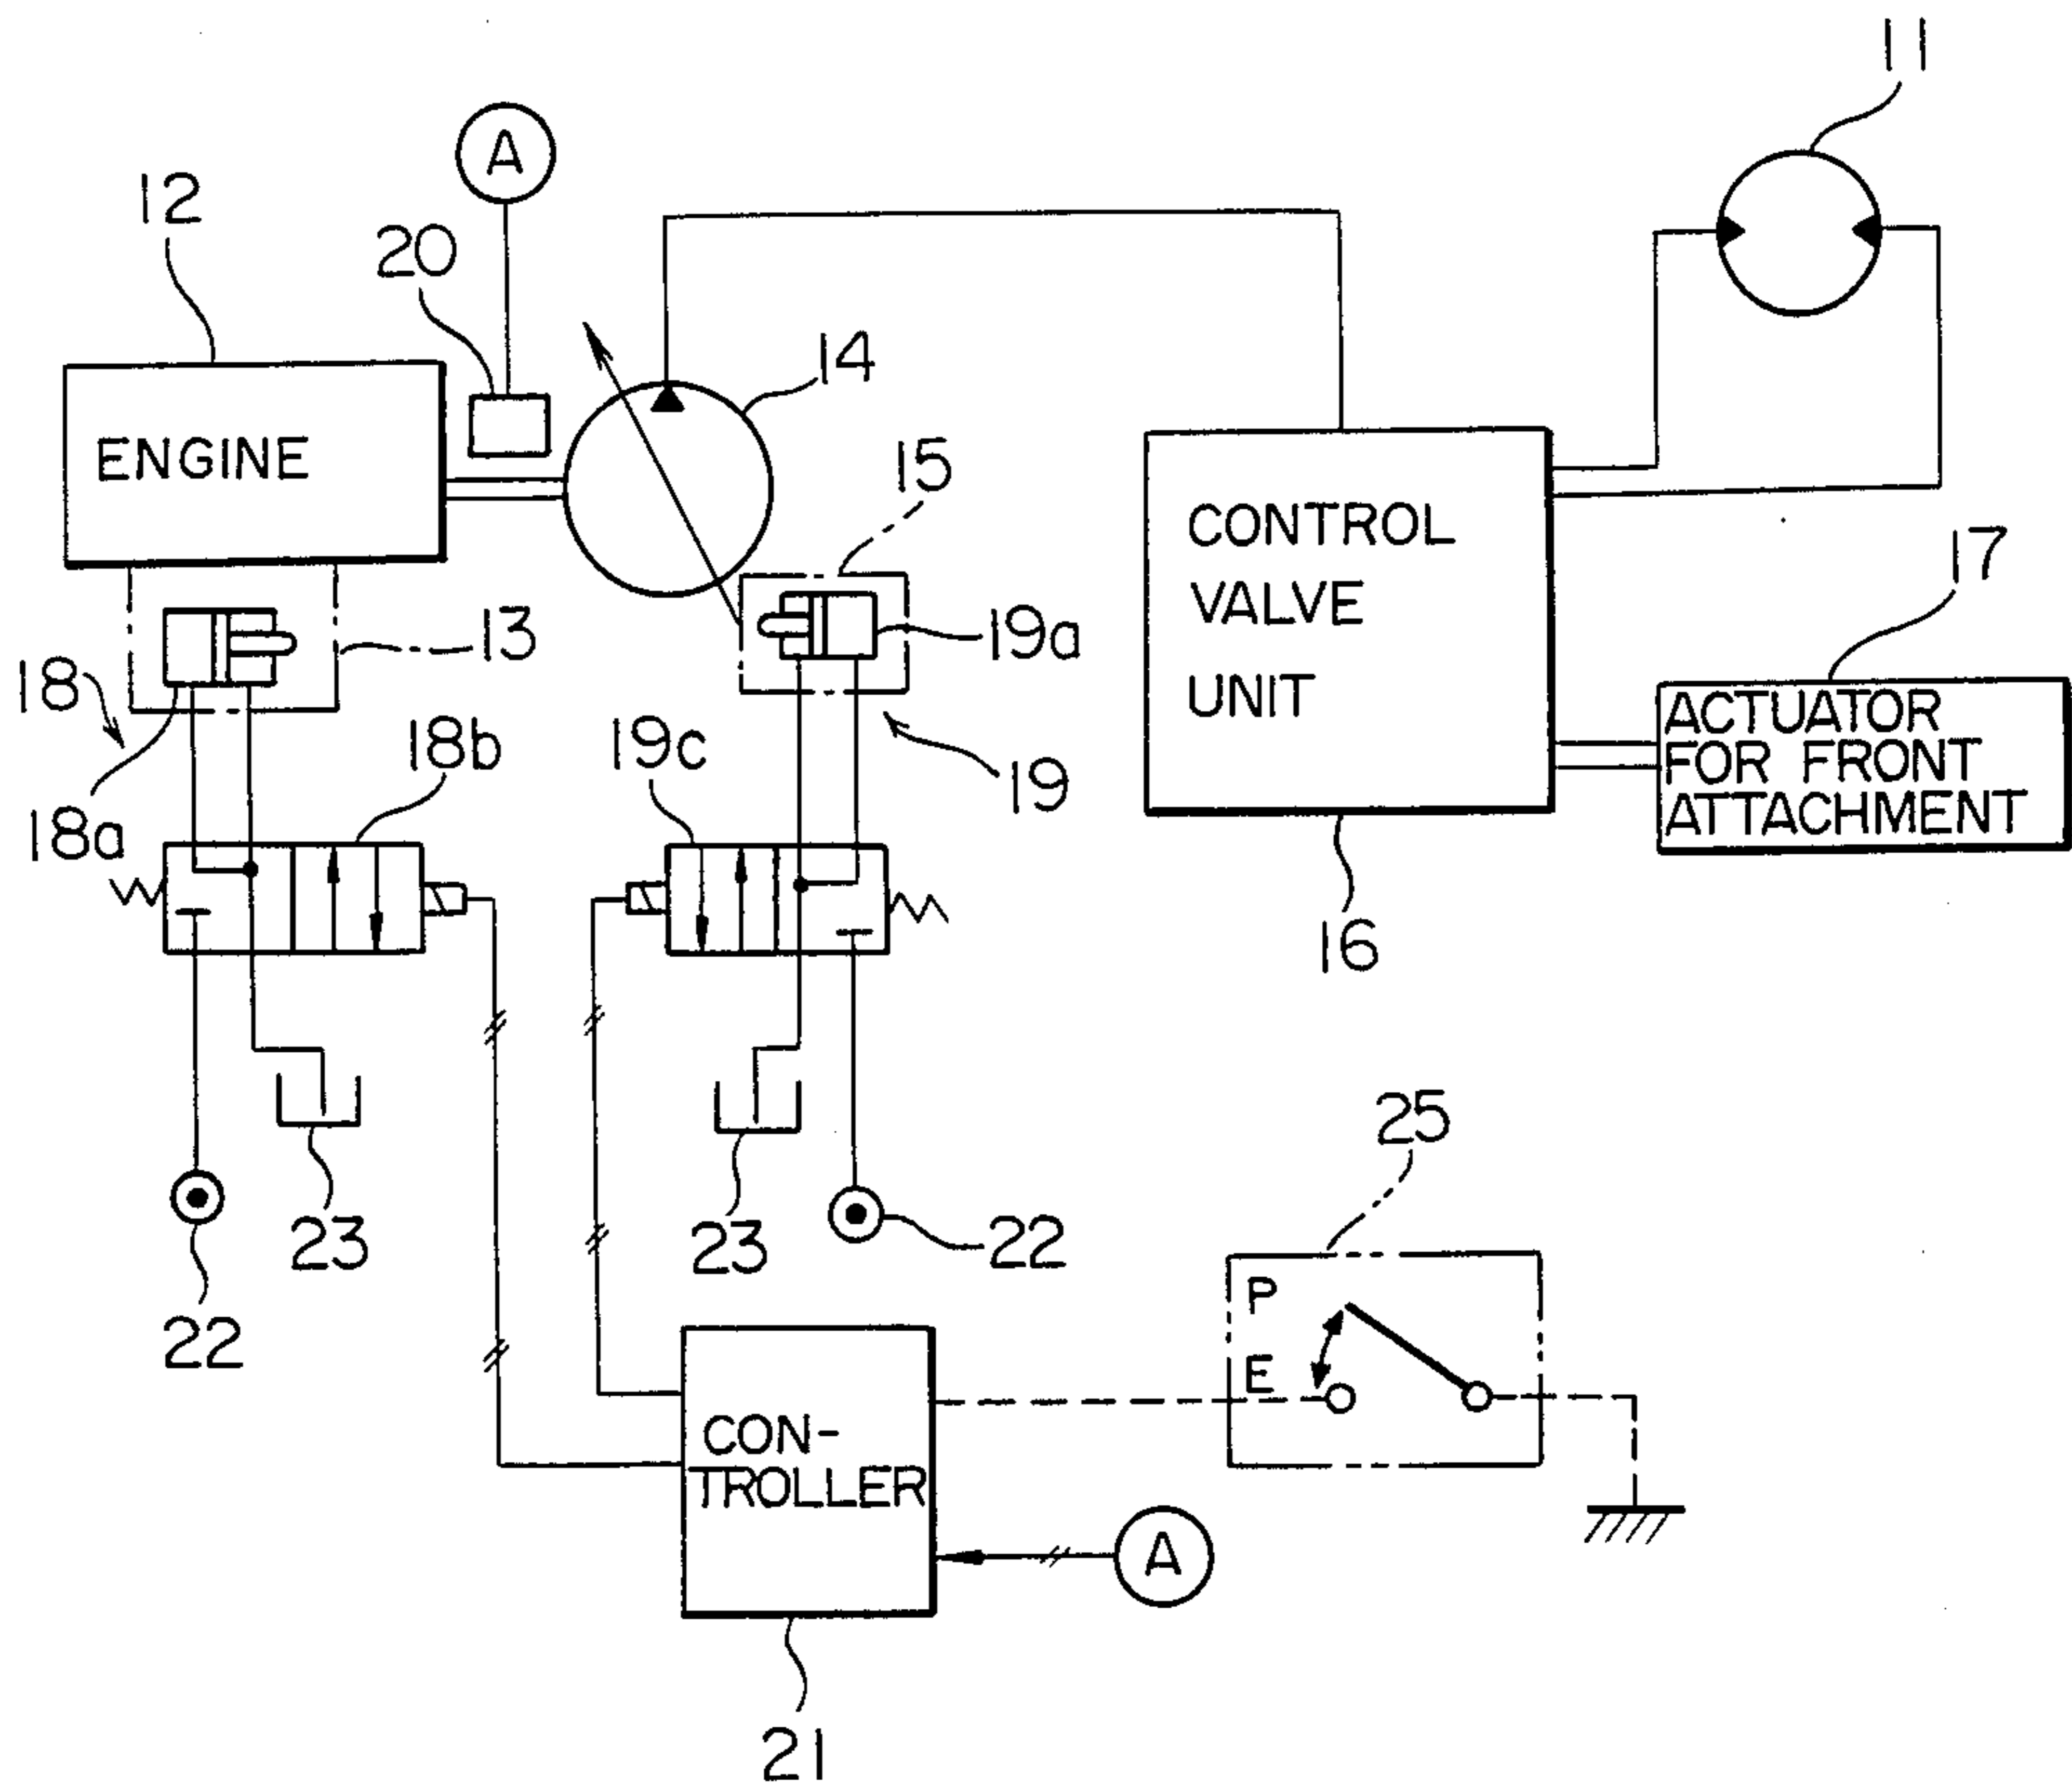 11
A
12
20
14
ENGINE
15
CONTROL
VALVE
UNIT
17
13
19a
18
ACTUATOR
FOR FRONT
ATTACHMENT
18b
19c
19
18a
16
25
23
23
22
22
P
E
CON-
TROLLER
A
21